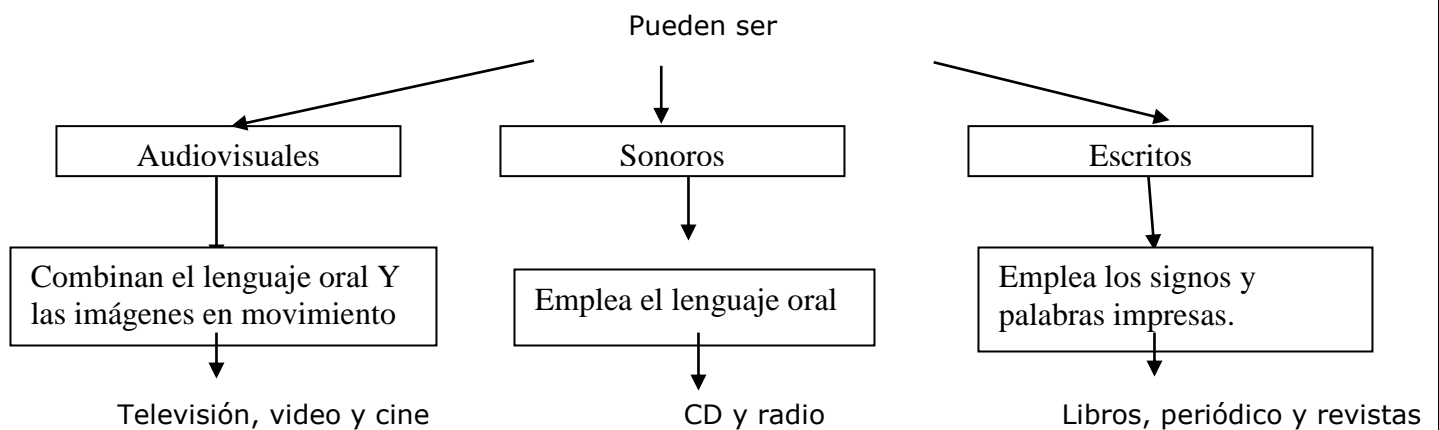 Pueden ser
Audiovisuales
Sonoros
Escritos
Combinan el lenguaje oral Y
las imágenes en movimiento
Emplea el lenguaje oral
Emplea los signos y
palabras impresas.
Televisión, video y cine
CD y radio
Libros, periódico y revistas